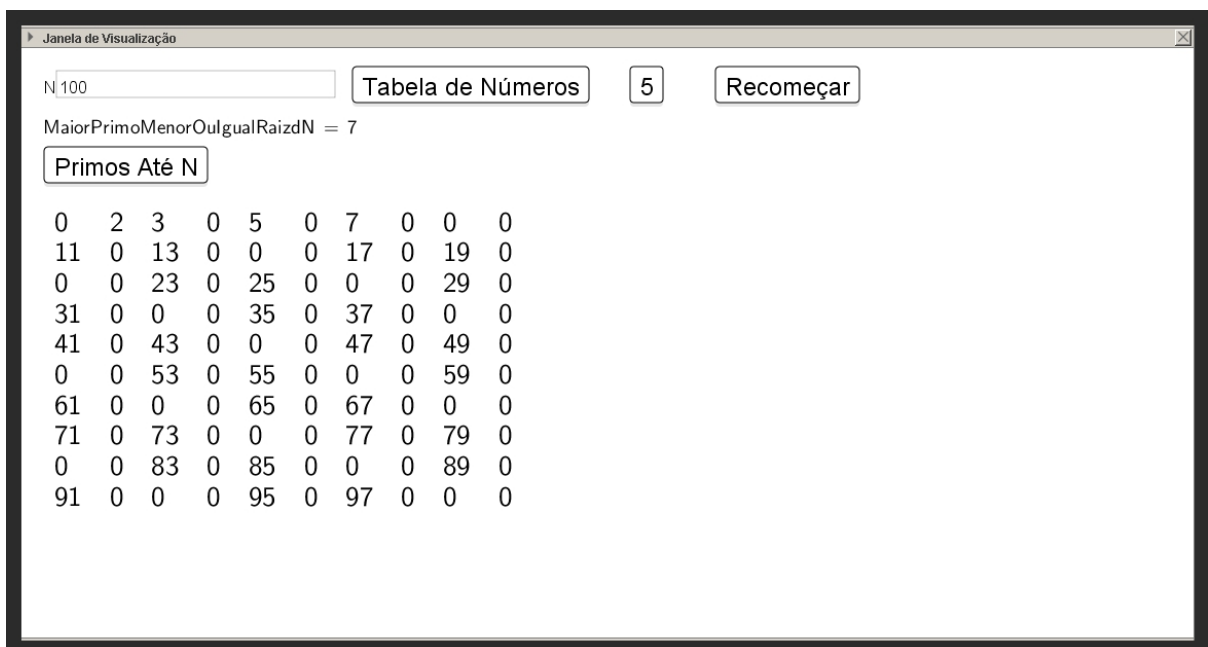 Janela de Visualização
N 100 Tabela de Números 5 Recomeçar
MaiorPrimoMenorOuIgualRaizdN = 7
Primos Até N
0 2 3 0 5 0 7 0 0 0
11 0 13 0 0 0 17 0 19 0
0 0 23 0 25 0 0 0 29 0
31 0 0 0 35 0 37 0 0 0
41 0 43 0 0 0 47 0 49 0
0 0 53 0 55 0 0 0 59 0
61 0 0 0 65 0 67 0 0 0
71 0 73 0 0 0 77 0 79 0
0 0 83 0 85 0 0 0 89 0
91 0 0 0 95 0 97 0 0 0